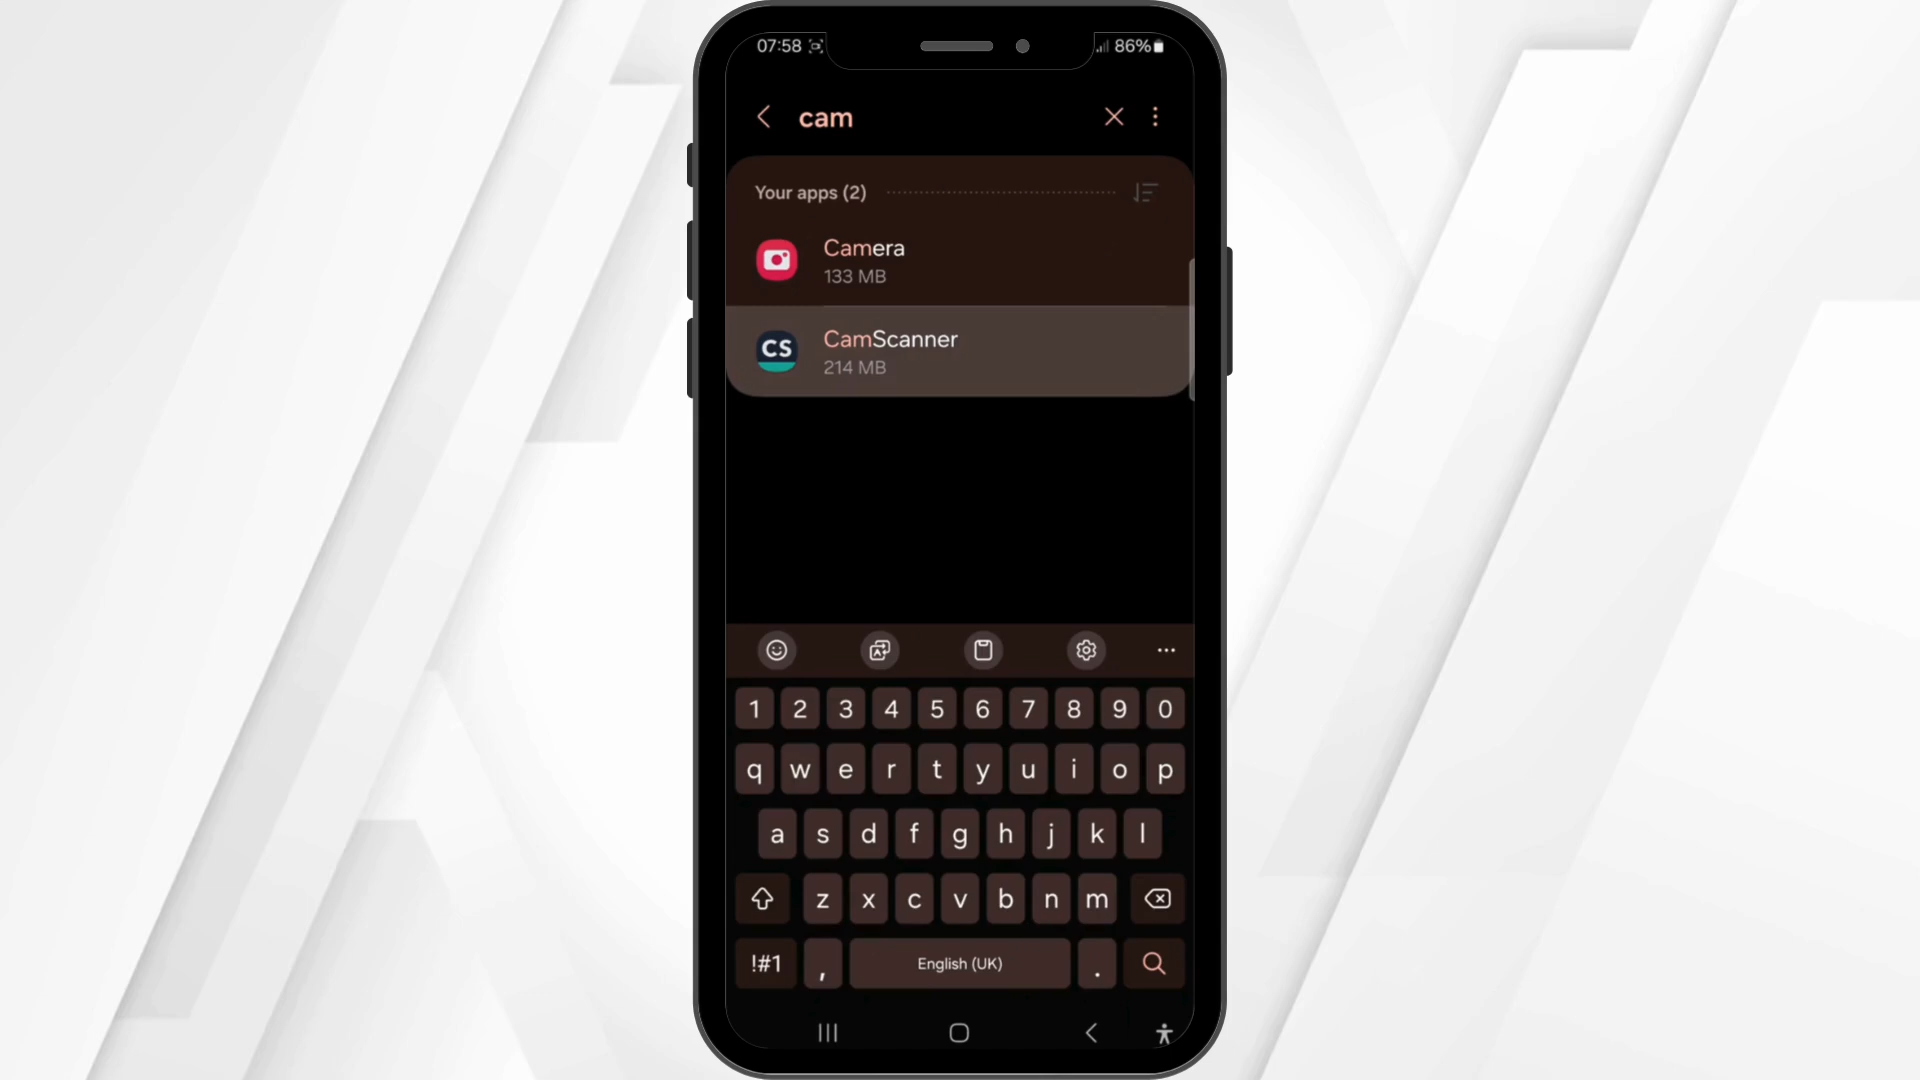 07:58 86%
cam
Your apps (2)
Camera
133 MB
CS CamScanner
214 MB
1 2 3 4 5 6 7 8 9 0
q w e r t y u i o p
a s d f g h j k l
z x c v b n m
!#1 , English (UK) .